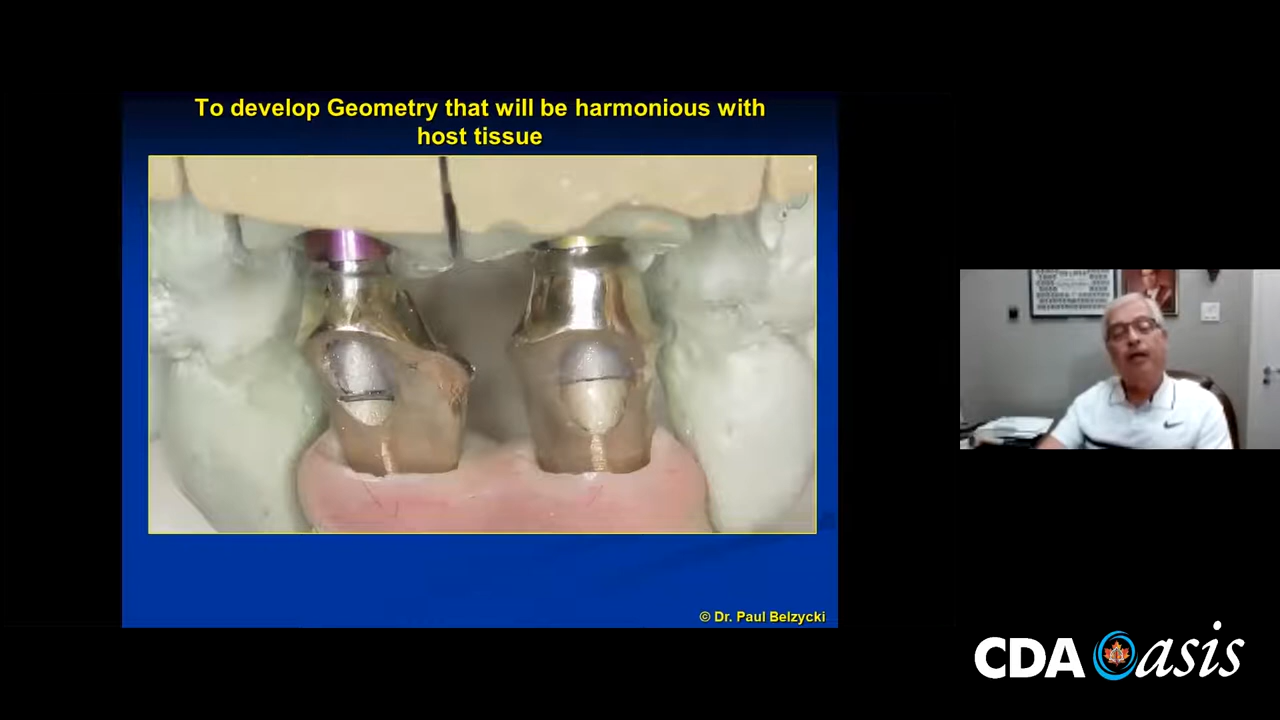 To develop Geometry that will be harmonious with
host tissue
© Dr. Paul Belzycki
CDA Oasis